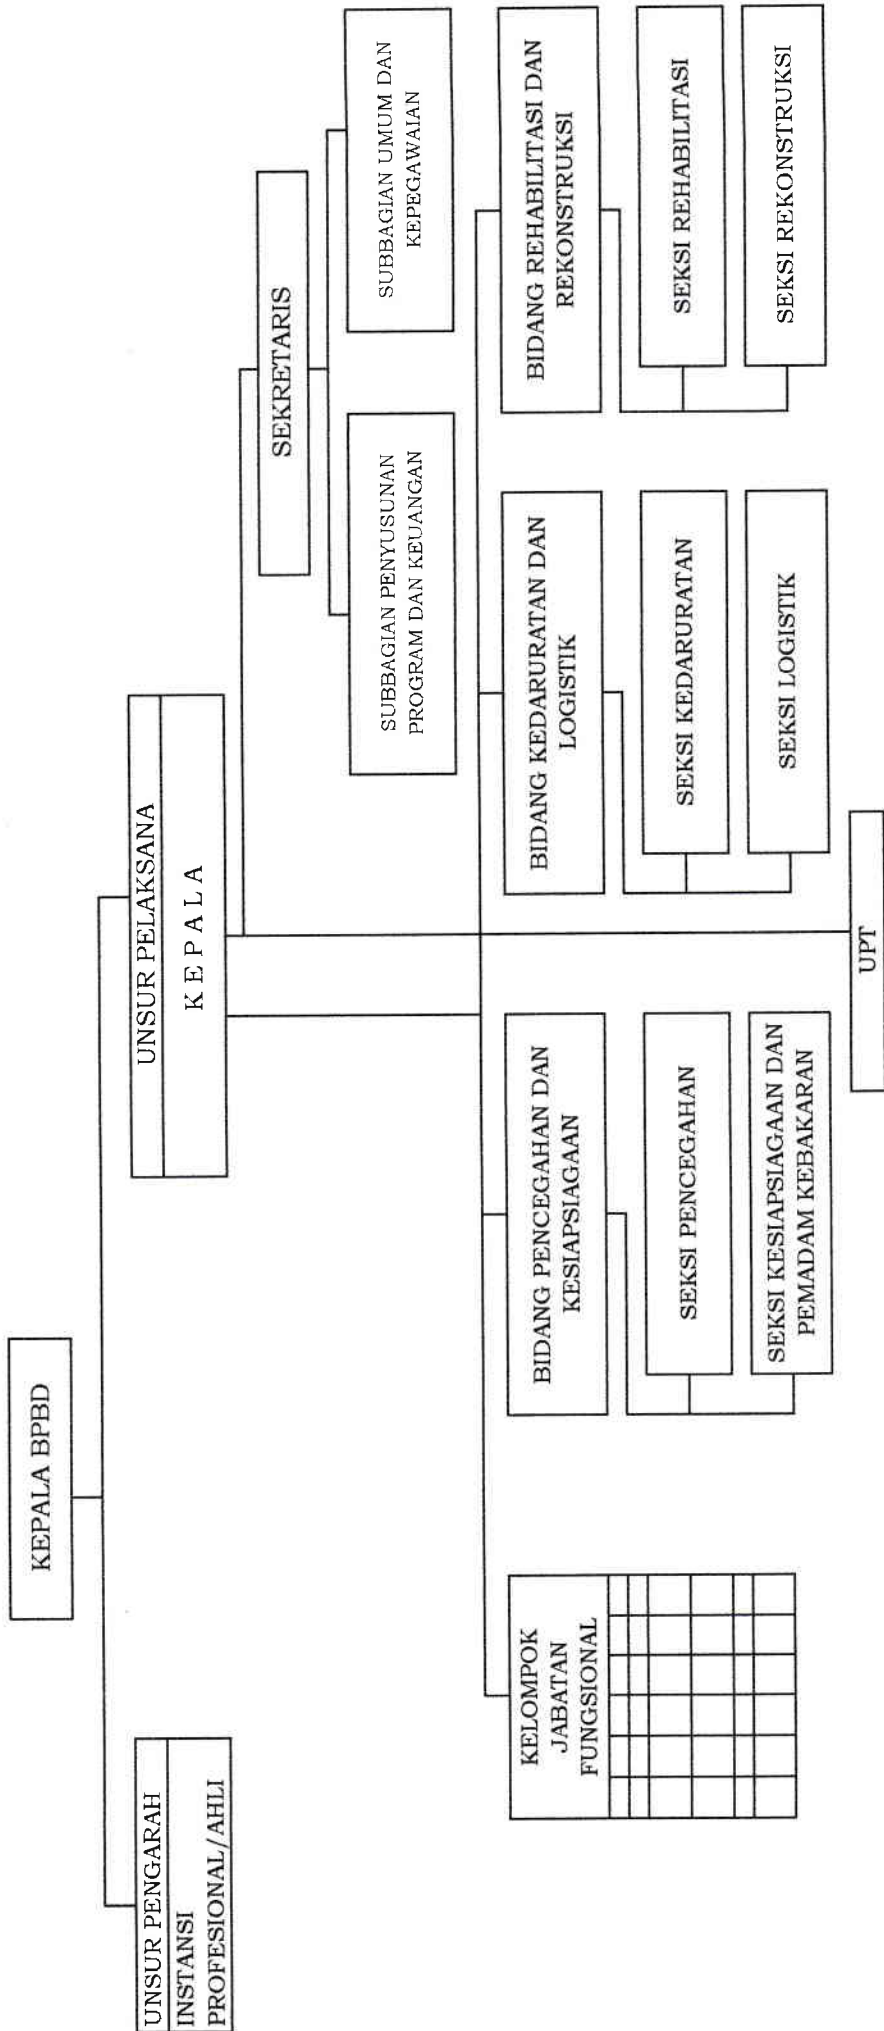 KEPALA BPBD
UNSUR PENGARAH
INSTANSI
PROFESIONAL/AHLI
UNSUR PELAKSANA
K E P A L A
SEKRETARIS
SUBBAGIAN PENYUSUNAN
PROGRAM DAN KEUANGAN
SUBBAGIAN UMUM DAN
KEPEGAWAIAN
KELOMPOK
JABATAN
FUNGSIONAL
BIDANG PENCEGAHAN DAN
KESIAPSIAGAAN
SEKSI PENCEGAHAN
SEKSI KESIAPSIAGAAN DAN
PEMADAM KEBAKARAN
BIDANG KEDARURATAN DAN
LOGISTIK
SEKSI KEDARURATAN
SEKSI LOGISTIK
BIDANG REHABILITASI DAN
REKONSTRUKSI
SEKSI REHABILITASI
SEKSI REKONSTRUKSI
UPT